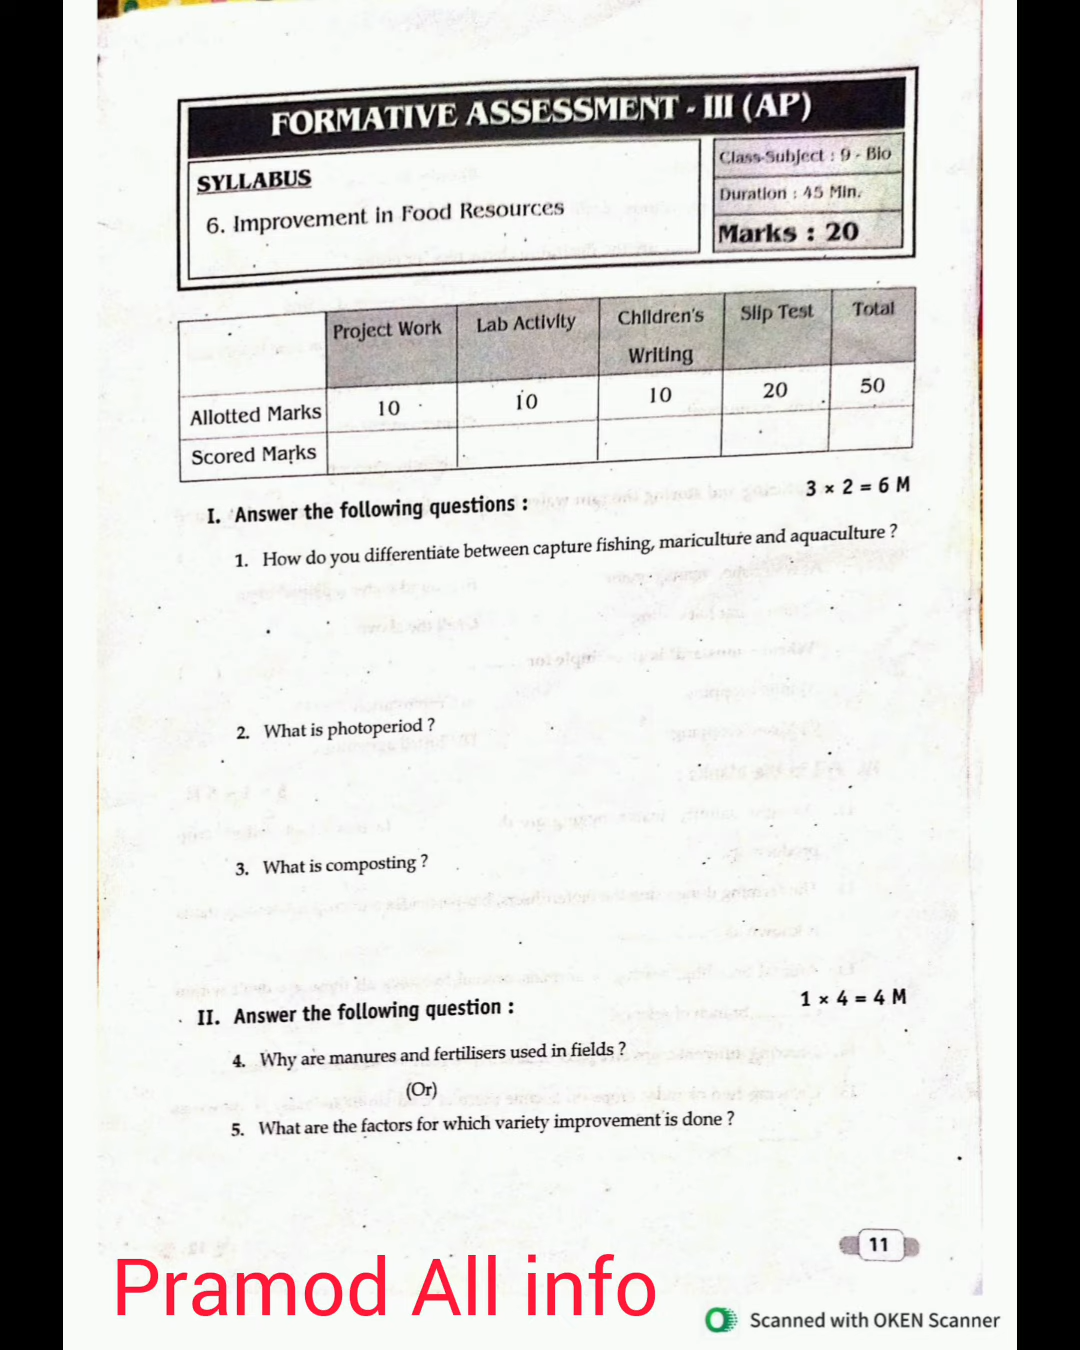 FORMATIVE ASSESSMENT - III (AP)
SYLLABUS
6. Improvement in Food Resources
Class-Subject : 9 - Bio
Duration : 45 Min.
Marks : 20
Project Work Lab Activity Children's Writing Slip Test Total
Allotted Marks 10 10 10 20 50
Scored Marks
I. Answer the following questions : 3 × 2 = 6 M
1. How do you differentiate between capture fishing, mariculture and aquaculture ?
2. What is photoperiod ?
3. What is composting ?
II. Answer the following question : 1 × 4 = 4 M
4. Why are manures and fertilisers used in fields ?
(Or)
5. What are the factors for which variety improvement is done ?
11
Pramod All info
Scanned with OKEN Scanner